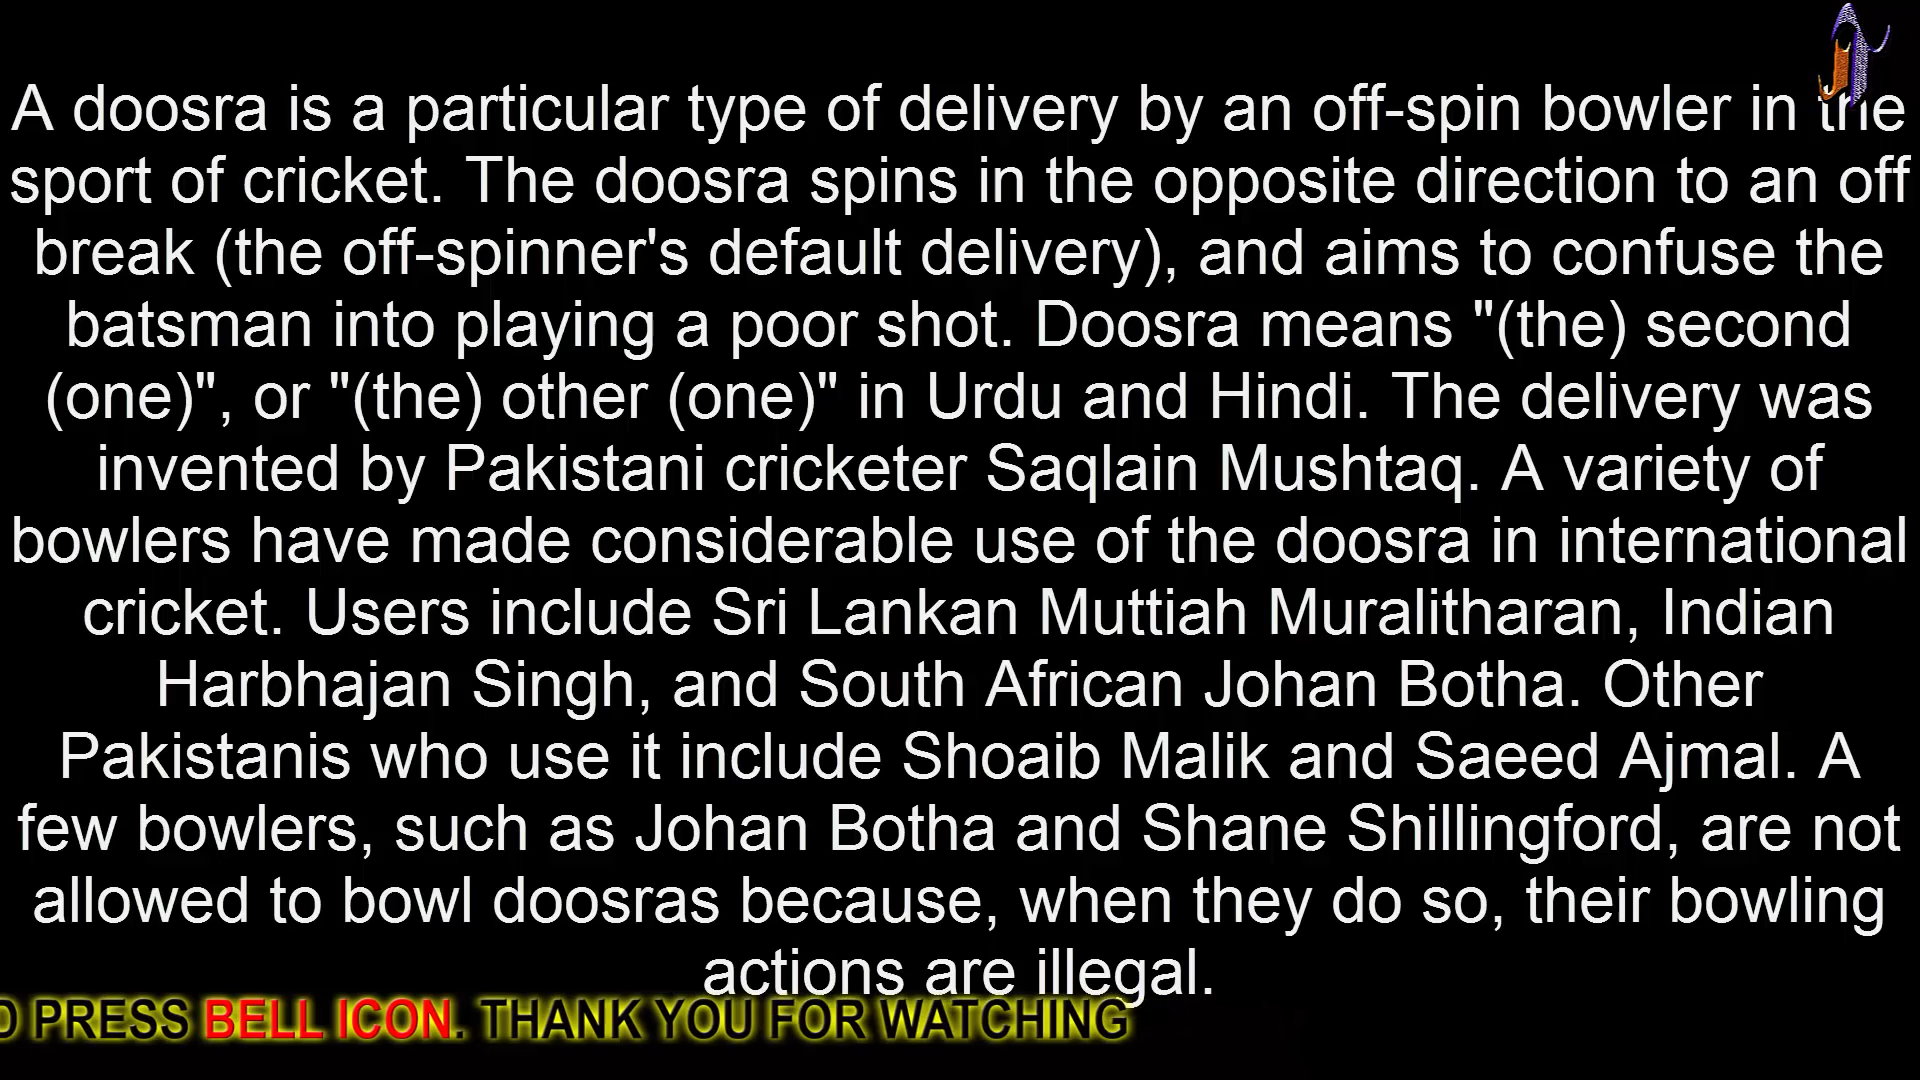 A doosra is a particular type of delivery by an off-spin bowler in the
sport of cricket. The doosra spins in the opposite direction to an off
break (the off-spinner's default delivery), and aims to confuse the
batsman into playing a poor shot. Doosra means "(the) second
(one)", or "(the) other (one)" in Urdu and Hindi. The delivery was
invented by Pakistani cricketer Saqlain Mushtaq. A variety of
bowlers have made considerable use of the doosra in international
cricket. Users include Sri Lankan Muttiah Muralitharan, Indian
Harbhajan Singh, and South African Johan Botha. Other
Pakistanis who use it include Shoaib Malik and Saeed Ajmal. A
few bowlers, such as Johan Botha and Shane Shillingford, are not
allowed to bowl doosras because, when they do so, their bowling
actions are illegal.
PRESS BELL ICON. THANK YOU FOR WATCHING